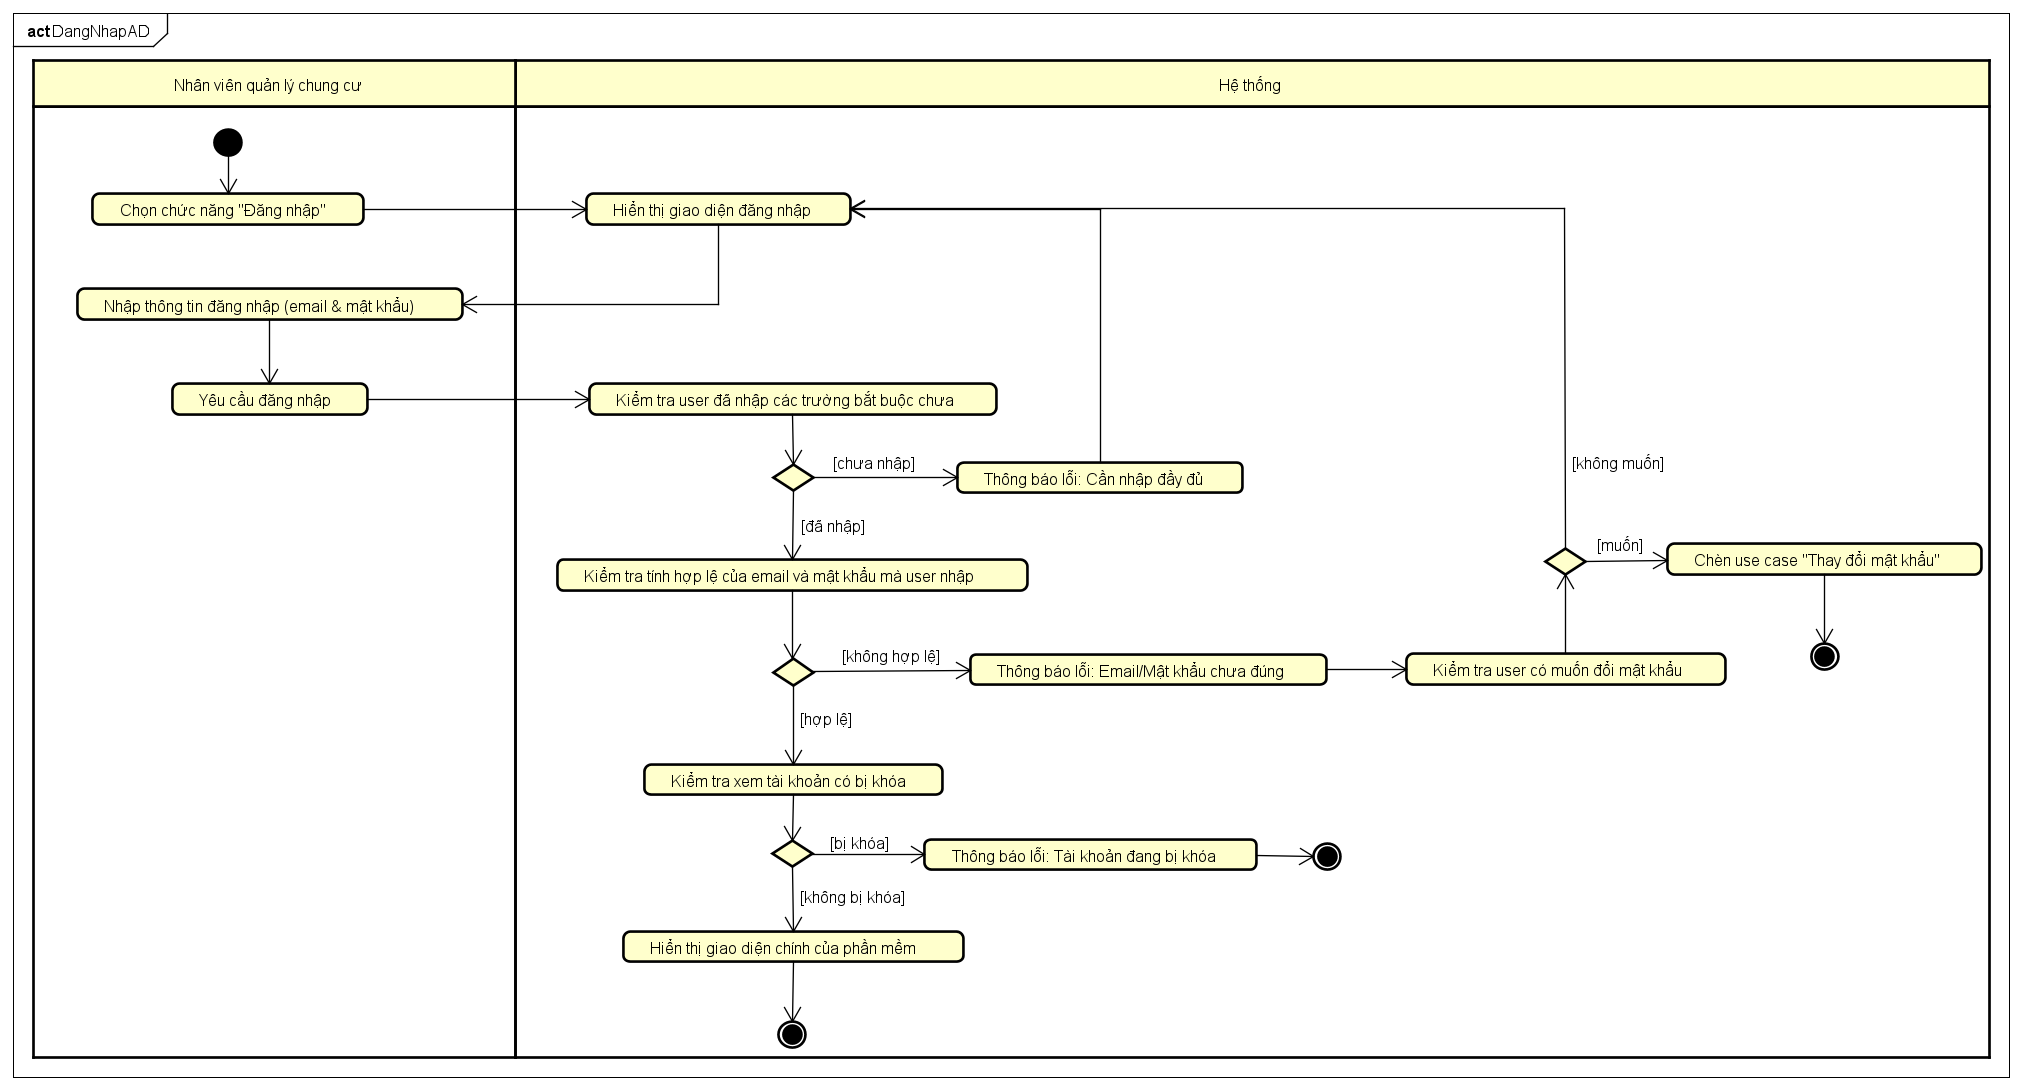 act DangNhapAD
Nhân viên quản lý chung cư
Hệ thống
Chọn chức năng "Đăng nhập"
Hiển thị giao diện đăng nhập
Nhập thông tin đăng nhập (email & mật khẩu)
Yêu cầu đăng nhập
Kiểm tra user đã nhập các trường bắt buộc chưa
[chưa nhập]
Thông báo lỗi: Cần nhập đầy đủ
[không muốn]
[đã nhập]
[muốn]
Chèn use case "Thay đổi mật khẩu"
Kiểm tra tính hợp lệ của email và mật khẩu mà user nhập
[không hợp lệ]
Thông báo lỗi: Email/Mật khẩu chưa đúng
Kiểm tra user có muốn đổi mật khẩu
[hợp lệ]
Kiểm tra xem tài khoản có bị khóa
[bị khóa]
Thông báo lỗi: Tài khoản đang bị khóa
[không bị khóa]
Hiển thị giao diện chính của phần mềm